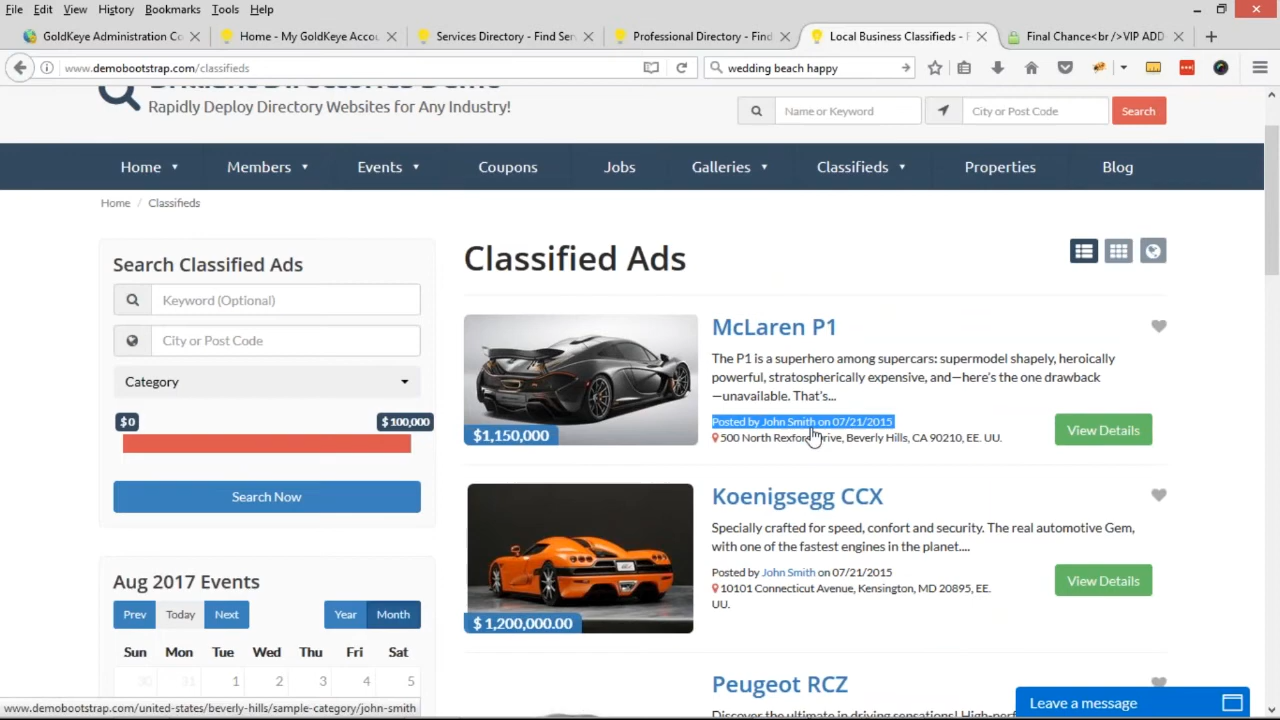 File Edit View History Bookmarks Tools Help
GoldKeye Administration Co
Home - My GoldKeye Accou
Services Directory - Find Ser
Professional Directory - Find
Local Business Classifieds - F
Final Chance<br />VIP ADD
www.demobootstrap.com/classifieds
wedding beach happy
Rapidly Deploy Directory Websites for Any Industry!
Name or Keyword
City or Post Code
Search
Home
Members
Events
Coupons
Jobs
Galleries
Classifieds
Properties
Blog
Home / Classifieds
Search Classified Ads
Keyword (Optional)
City or Post Code
Category
$0
$100,000
Search Now
Aug 2017 Events
Prev Today Next Year Month
Sun Mon Tue Wed Thu Fri Sat
30 31 1 2 3 4 5
Classified Ads
McLaren P1
The P1 is a superhero among supercars: supermodel shapely, heroically
powerful, stratospherically expensive, and—here's the one drawback
—unavailable. That's...
Posted by John Smith on 07/21/2015
500 North Rexford Drive, Beverly Hills, CA 90210, EE. UU.
$1,150,000
View Details
Koenigsegg CCX
Specially crafted for speed, confort and security. The real automotive Gem,
with one of the fastest engines in the planet....
Posted by John Smith on 07/21/2015
10101 Connecticut Avenue, Kensington, MD 20895, EE.
UU.
$ 1,200,000.00
View Details
Peugeot RCZ
Discover the ultimate in driving sensations!
Leave a message
www.demobootstrap.com/united-states/beverly-hills/sample-category/john-smith